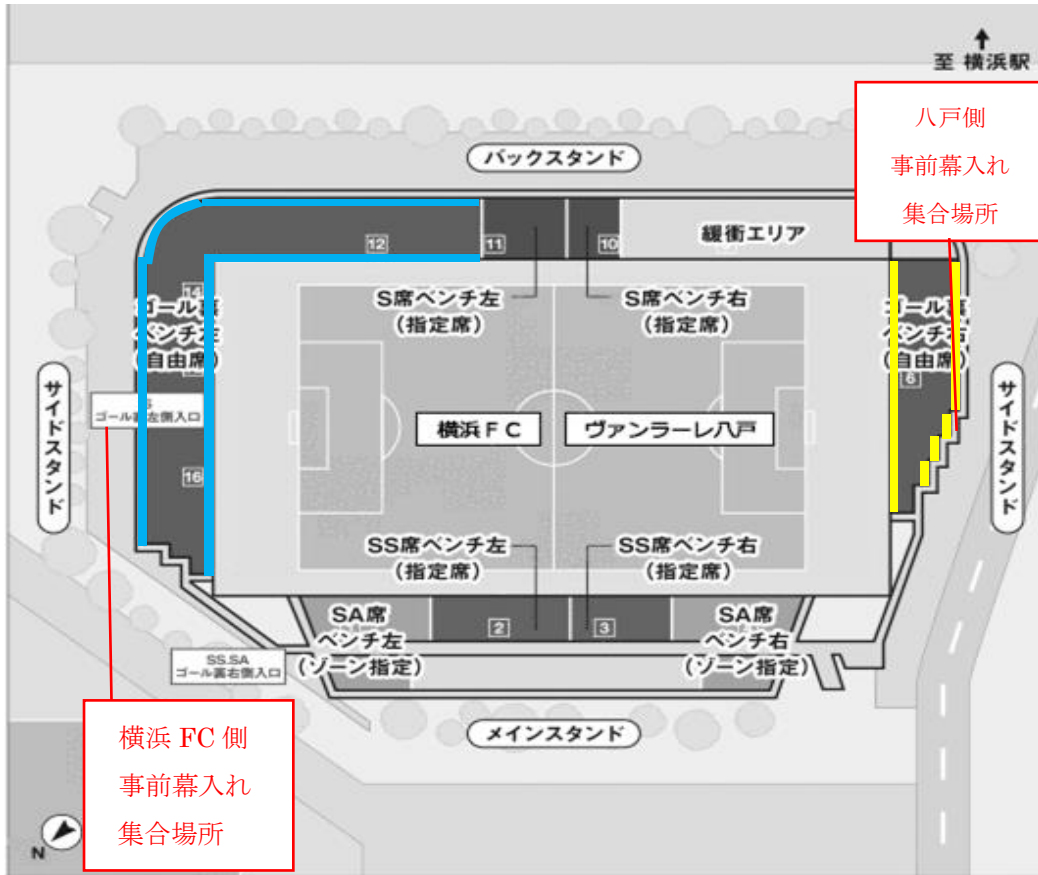 至 横浜駅
八戸側
事前幕入れ
集合場所
バックスタンド
12
11
10
緩衝エリア
S席ベンチ左
(指定席)
S席ベンチ右
(指定席)
14
ゴール裏
ベンチ左
(自由席)
ゴール裏
ベンチ右
(自由席)
6
サイドスタンド
ゴール裏左側入口
横浜FC
ヴァンラーレ八戸
サイドスタンド
16
SS席ベンチ左
(指定席)
SS席ベンチ右
(指定席)
SA席
ベンチ左
(ゾーン指定)
2
3
SA席
ベンチ右
(ゾーン指定)
SS.SA
ゴール裏右側入口
メインスタンド
横浜 FC 側
事前幕入れ
集合場所
N